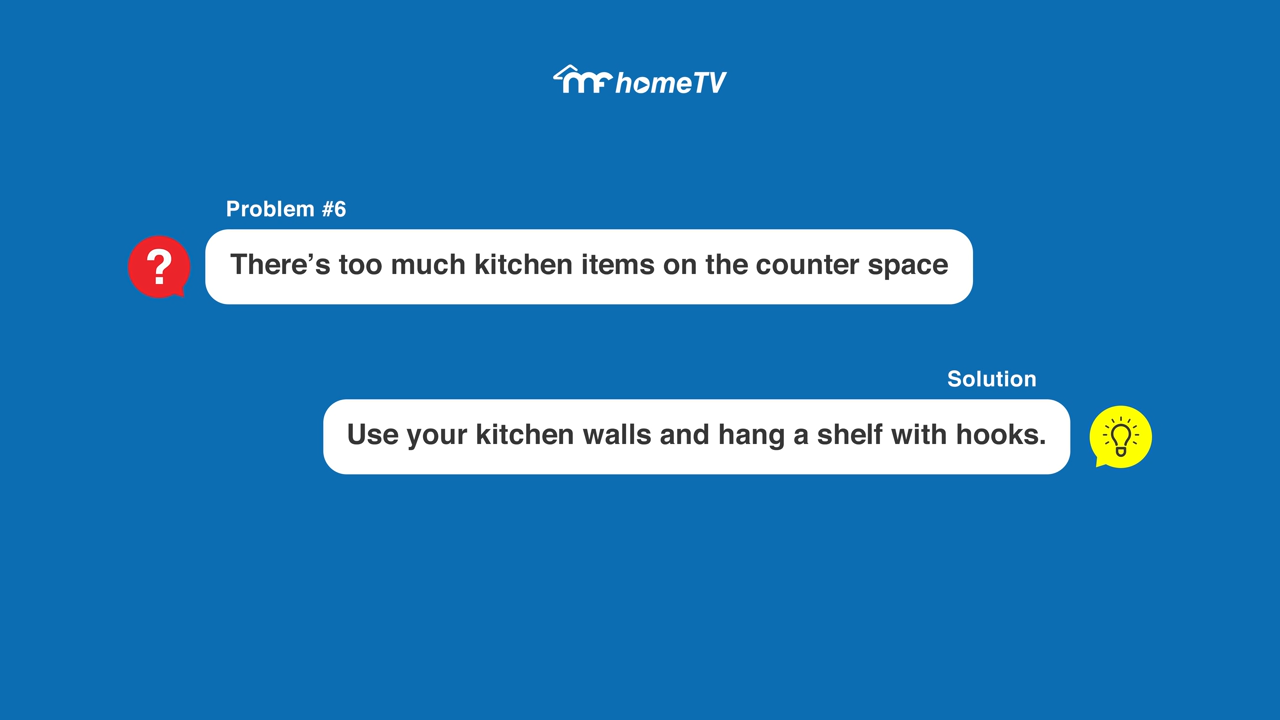 mf homeTV
Problem #6
?
There’s too much kitchen items on the counter space
Solution
Use your kitchen walls and hang a shelf with hooks.